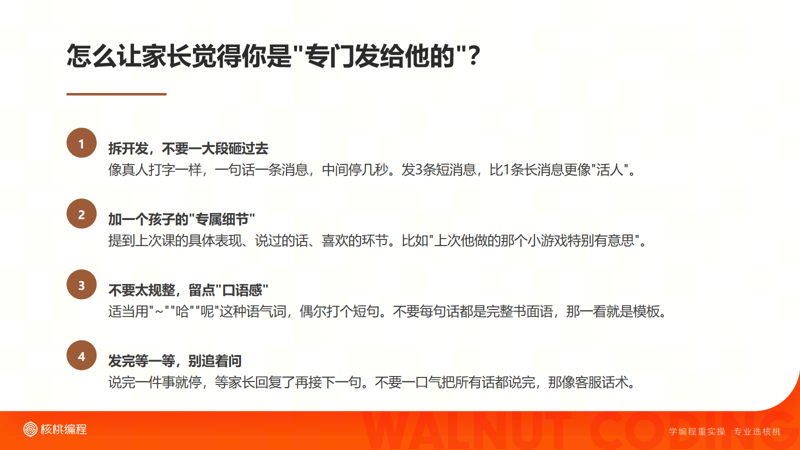 怎么让家长觉得你是"专门发给他的"？
1
拆开发，不要一大段砸过去
像真人打字一样，一句话一条消息，中间停几秒。发3条短消息，比1条长消息更像"活人"。
2
加一个孩子的"专属细节"
提到上次课的具体表现、说过的话、喜欢的环节。比如"上次他做的那个小游戏特别有意思"。
3
不要太规整，留点"口语感"
适当用"~""哈""呢"这种语气词，偶尔打个短句。不要每句话都是完整书面语，那一看就是模板。
4
发完等一等，别追着问
说完一件事就停，等家长回复了再接下一句。不要一口气把所有话都说完，那像客服话术。
核桃编程
WALNUT CODING
学编程重实操 专业选核桃